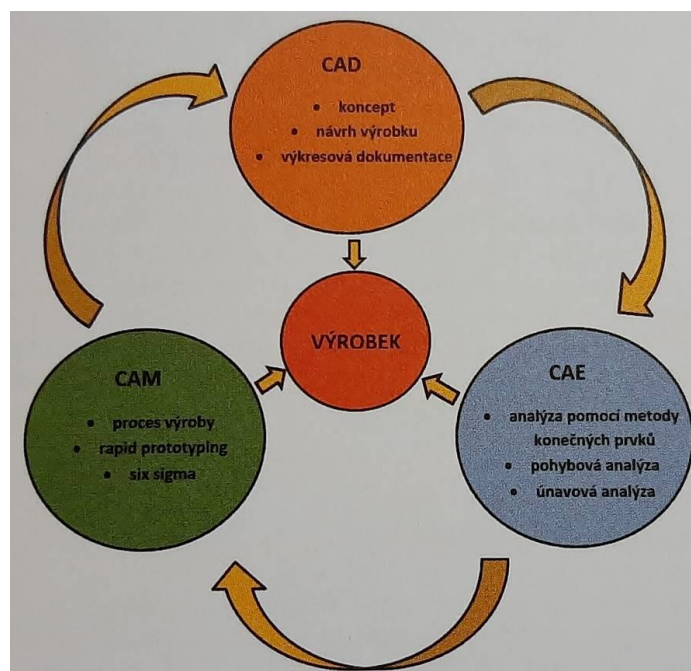 CAD
• koncept
• návrh výrobku
• výkresová dokumentace
VÝROBEK
CAM
• proces výroby
• rapid prototyping
• six sigma
CAE
• analýza pomocí metody
konečných prvků
• pohybová analýza
• únavová analýza